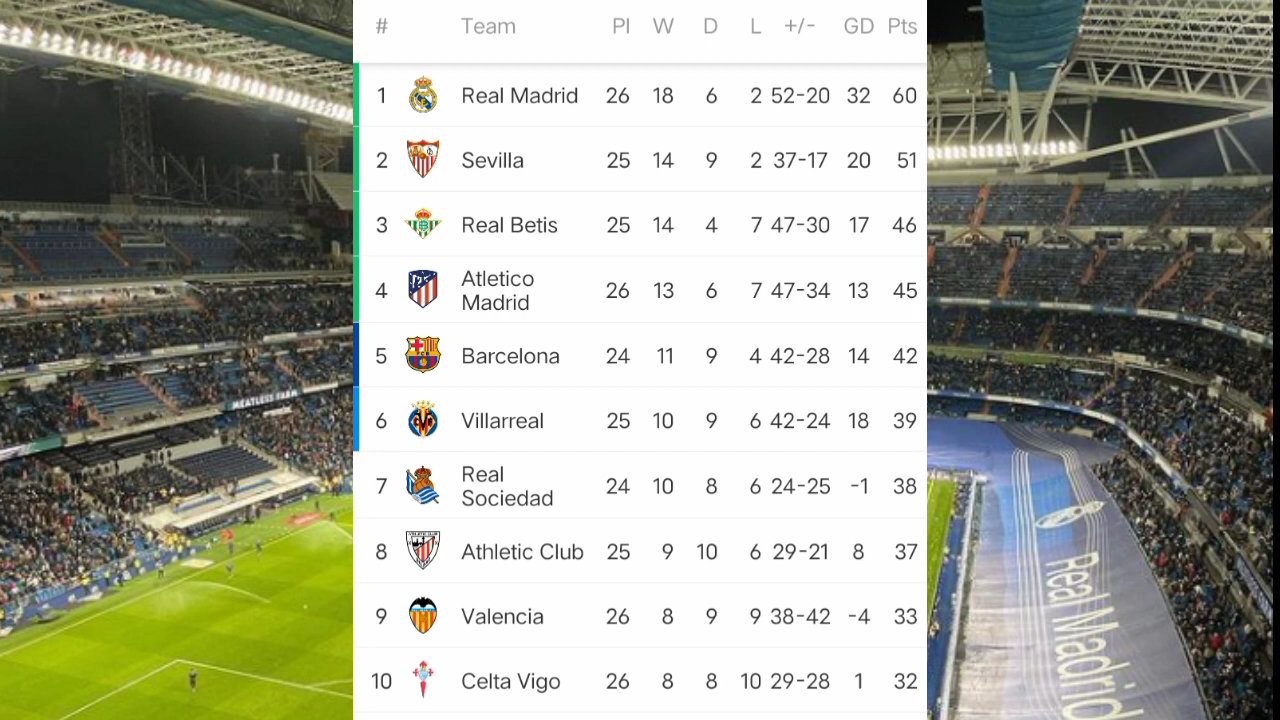 # Team Pl W D L +/- GD Pts
1 Real Madrid 26 18 6 2 52-20 32 60
2 Sevilla 25 14 9 2 37-17 20 51
3 Real Betis 25 14 4 7 47-30 17 46
4 Atletico Madrid 26 13 6 7 47-34 13 45
5 Barcelona 24 11 9 4 42-28 14 42
6 Villarreal 25 10 9 6 42-24 18 39
7 Real Sociedad 24 10 8 6 24-25 -1 38
8 Athletic Club 25 9 10 6 29-21 8 37
9 Valencia 26 8 9 9 38-42 -4 33
10 Celta Vigo 26 8 8 10 29-28 1 32
MEATLESS FARM
Real Madrid